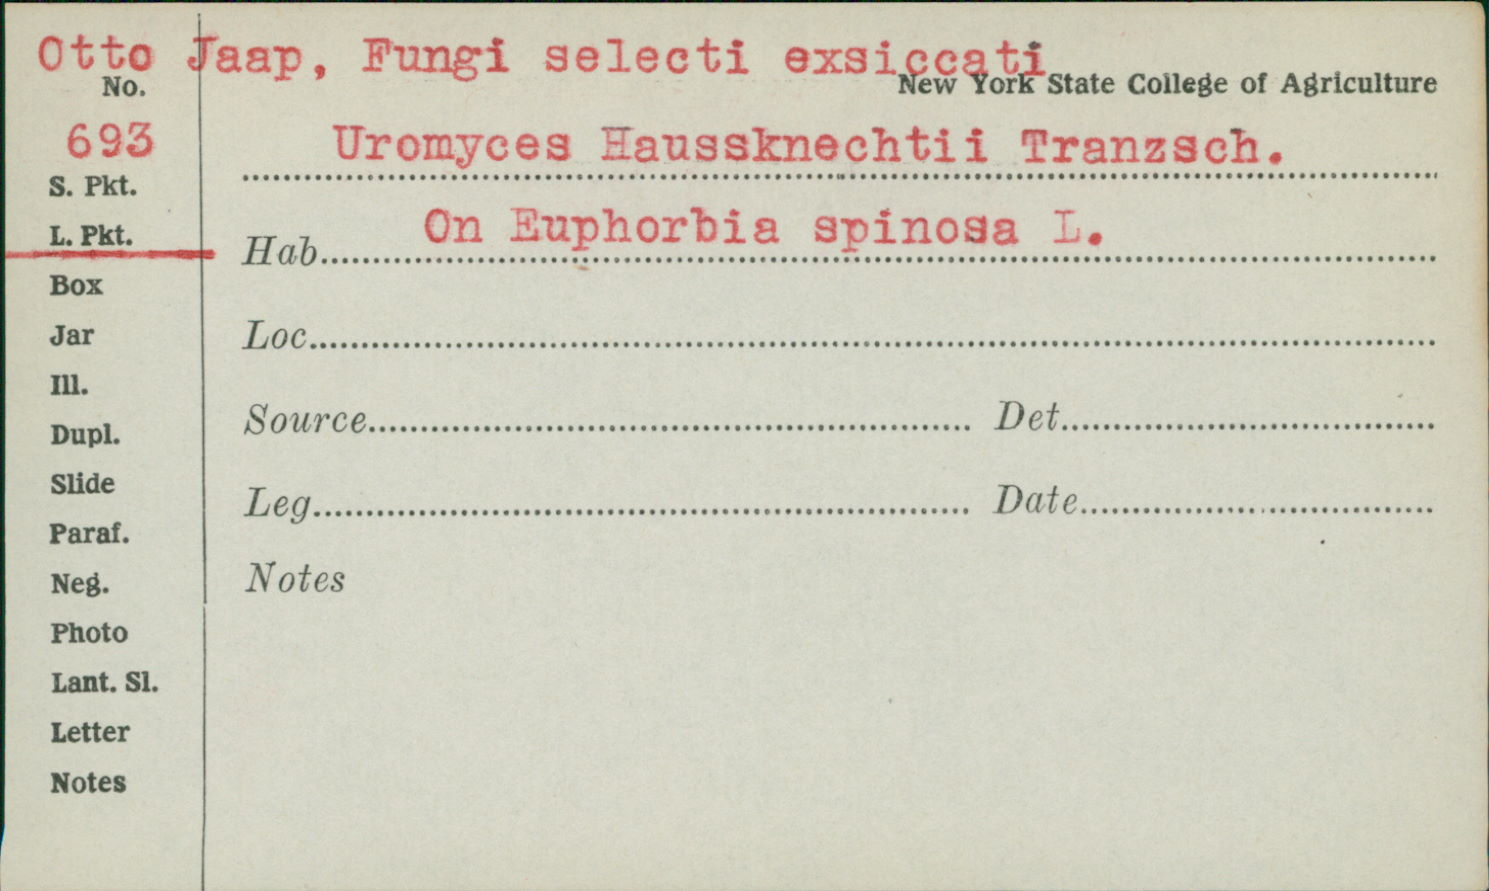 Otto Jaap, Fungi selecti exsiccati
No.
New York State College of Agriculture
693
Uromyces Haussknechtii Tranzsch.
S. Pkt.
L. Pkt.
Hab. On Euphorbia spinosa L.
Box
Jar
Loc.
Ill.
Dupl.
Source
Det.
Slide
Leg.
Date
Paraf.
Neg.
Notes
Photo
Lant. Sl.
Letter
Notes